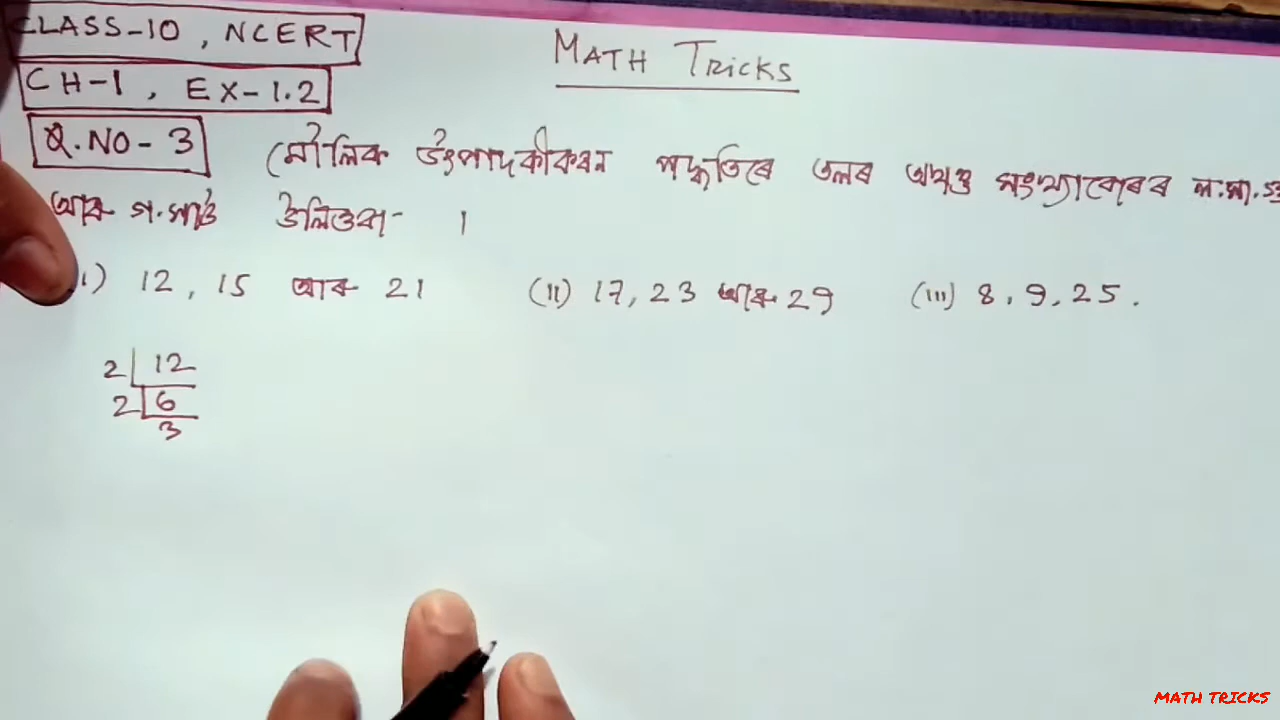 CLASS-10, NCERT
MATH TRICKS
CH-1, EX-1.2
Q.NO-3 মৌলিক উৎপাদকীকৰন পদ্ধতিৰে তলৰ অখণ্ড সংখ্যাবোৰৰ ল.সা.গু
আৰু গ.সা.উ উলিওৱা- ।
i) 12, 15 আৰু 21 (ii) 17, 23 আৰু 29 (iii) 8, 9, 25.
2 | 12
2 | 6
3
MATH TRICKS